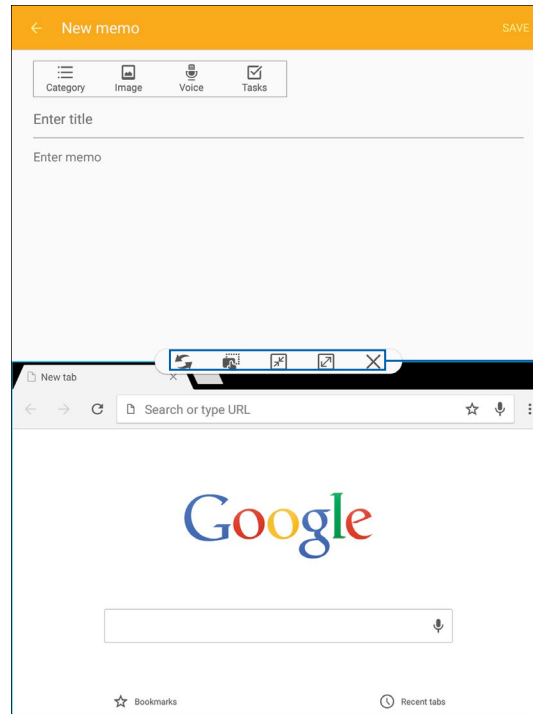 New memo SAVE
Category Image Voice Tasks
Enter title
Enter memo
New tab
Search or type URL
Google
Bookmarks Recent tabs